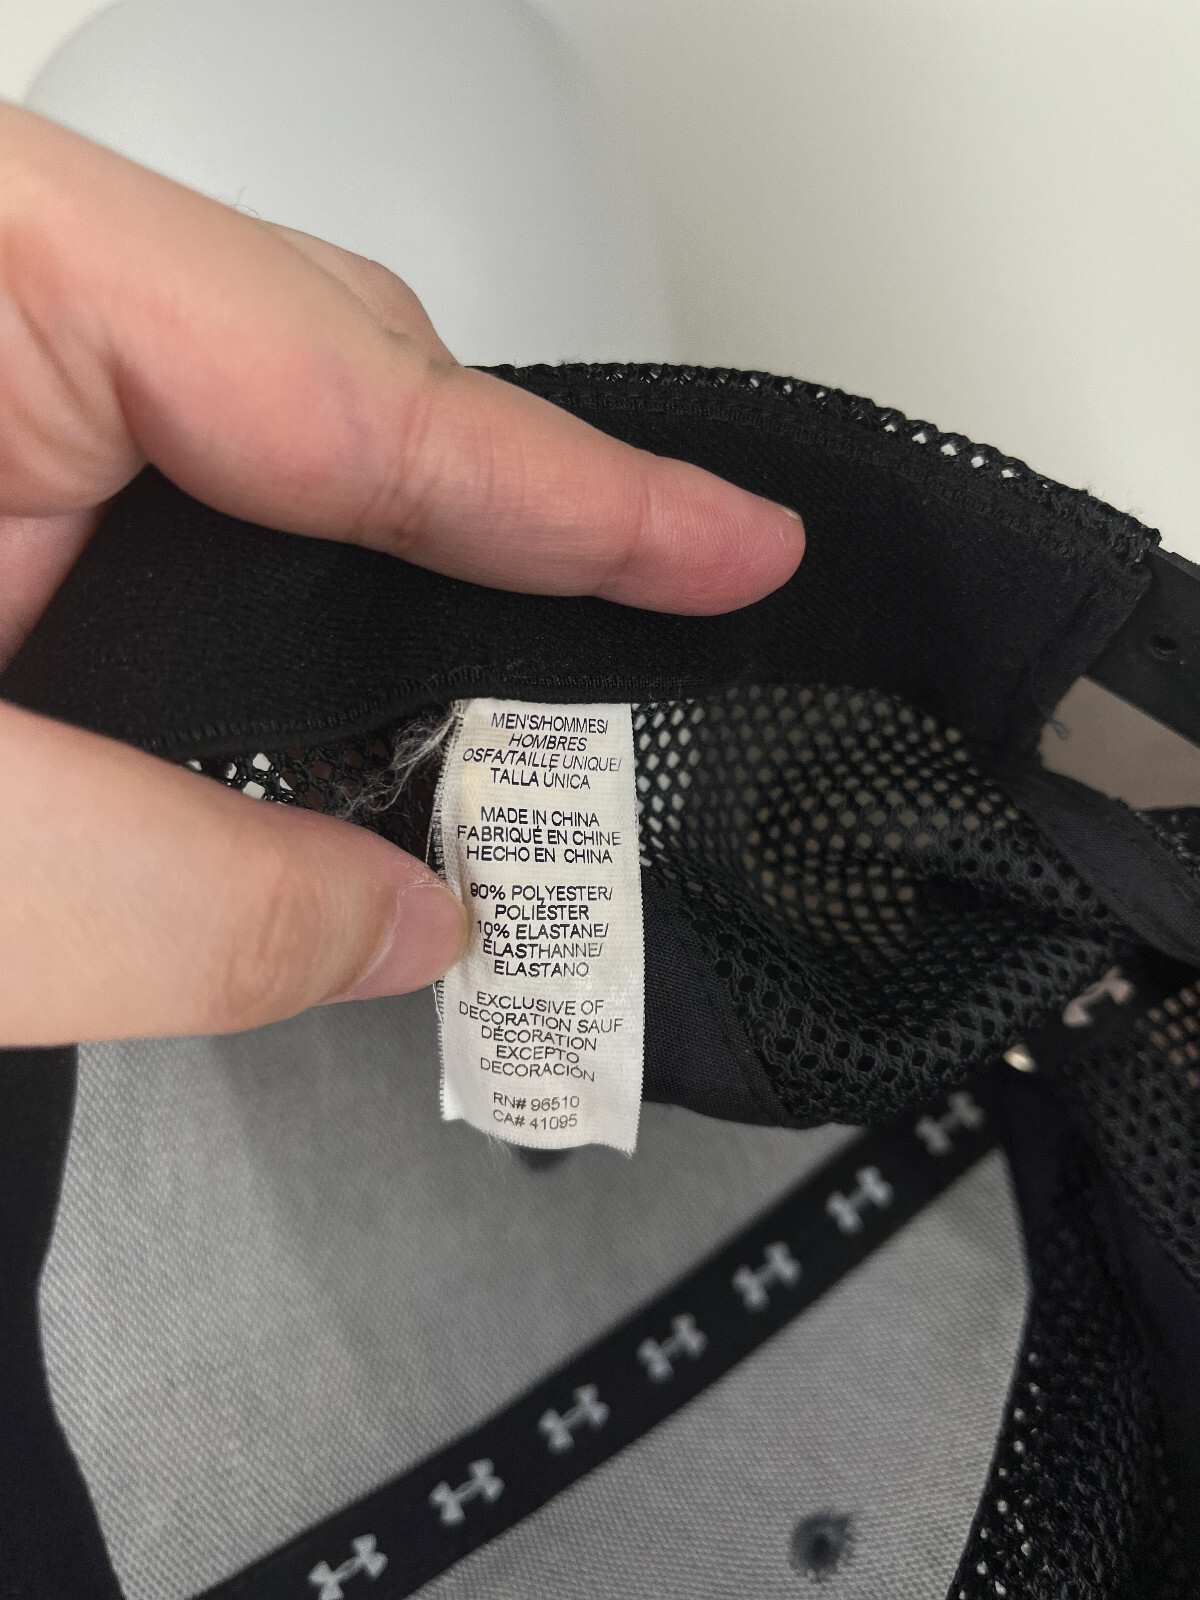 MEN'S/HOMMES/
HOMBRES
OSFA/TAILLE UNIQUE/
TALLA ÚNICA
MADE IN CHINA
FABRIQUÉ EN CHINE
HECHO EN CHINA
90% POLYESTER/
POLIÉSTER
10% ELASTANE/
ÉLASTHANNE/
ELASTANO
EXCLUSIVE OF
DECORATION SAUF
DÉCORATION
EXCEPTO
DECORACIÓN
RN# 96510
CA# 41095